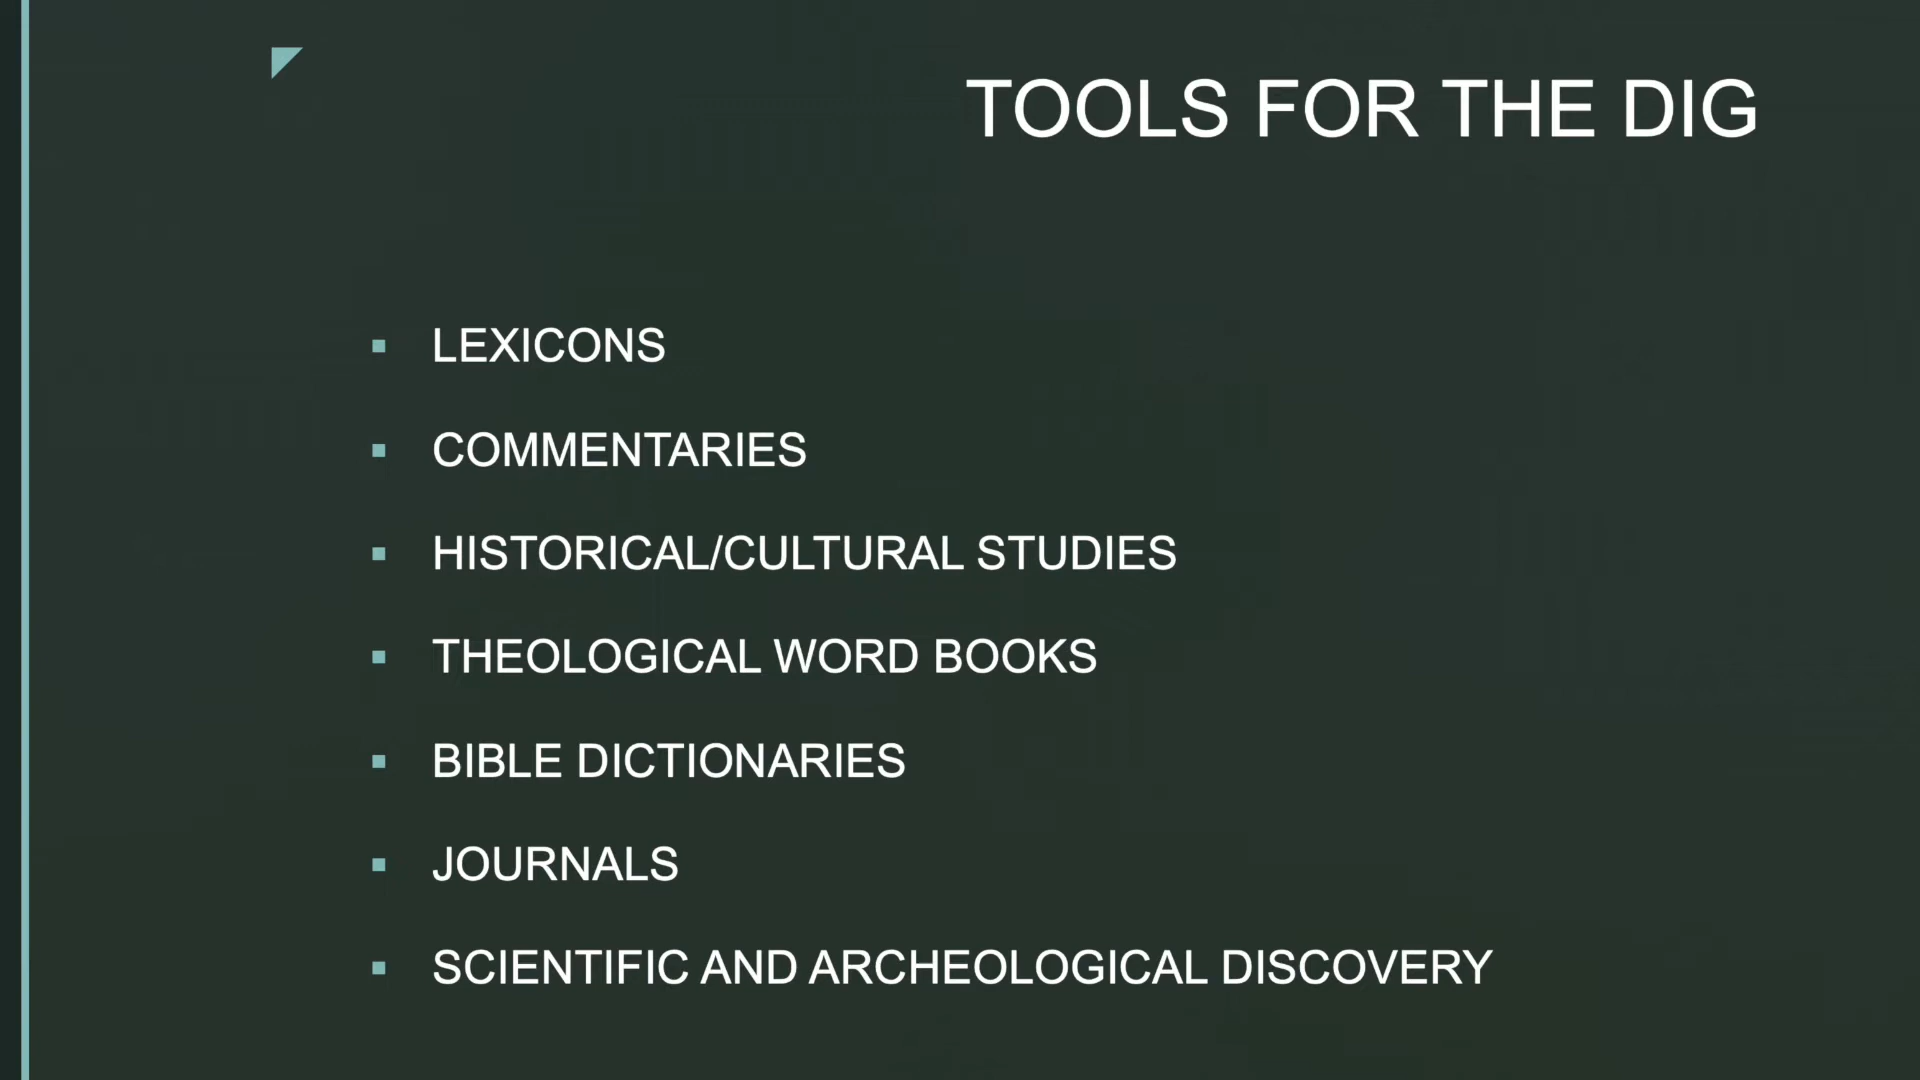 TOOLS FOR THE DIG
LEXICONS
COMMENTARIES
HISTORICAL/CULTURAL STUDIES
THEOLOGICAL WORD BOOKS
BIBLE DICTIONARIES
JOURNALS
SCIENTIFIC AND ARCHEOLOGICAL DISCOVERY